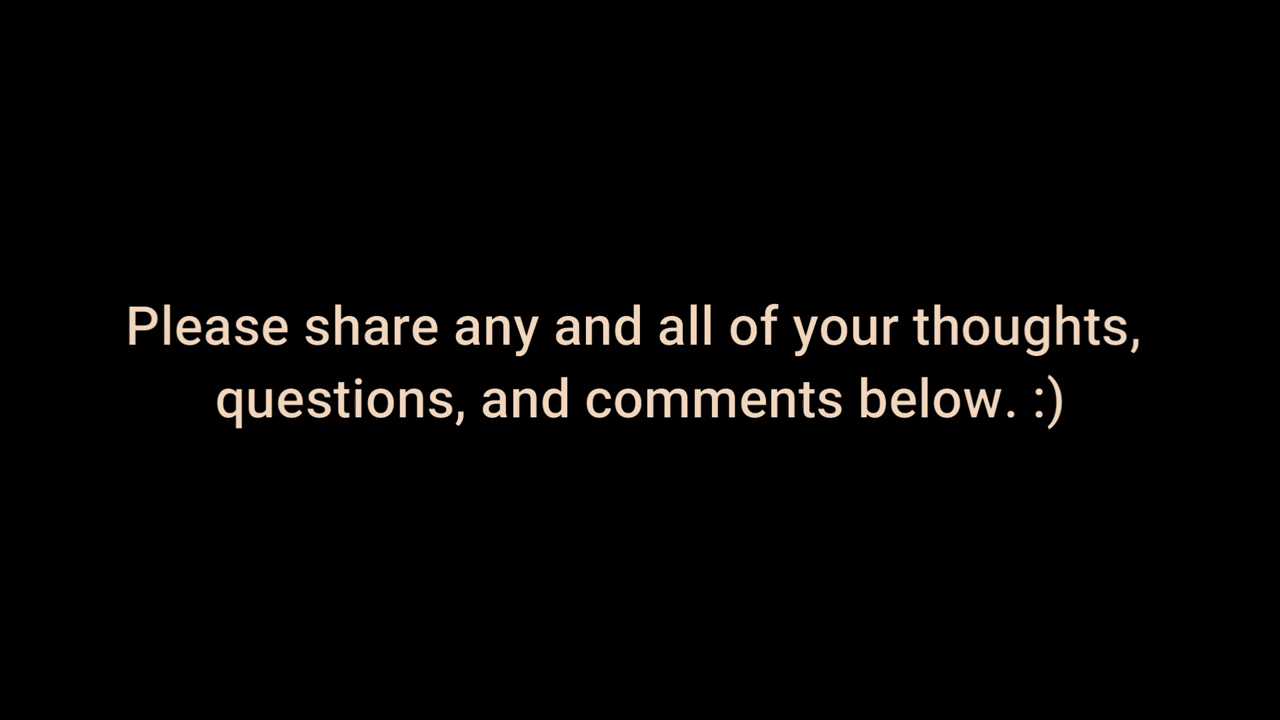 Please share any and all of your thoughts,
questions, and comments below. :)